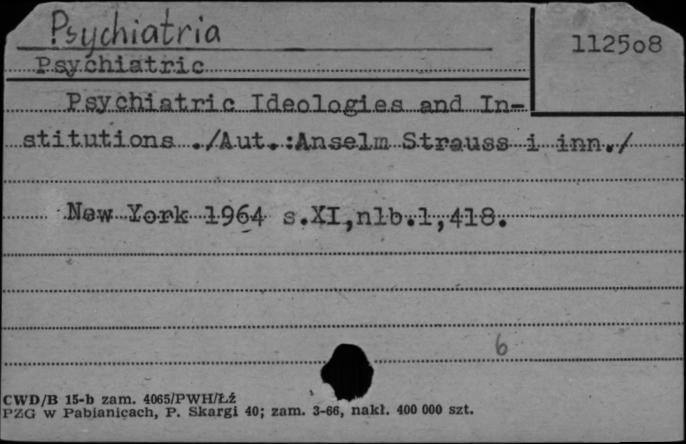 Psychiatria
112508
Psychiatric
Psychiatric Ideologies and In-
stitutions ./Aut.:Anselm Strauss i inn./
New York 1964 s.XI,nlb.1,418.
6
CWD/B 15-b zam. 4065/PWH/Łź
PZG w Pabianicach, P. Skargi 40; zam. 3-66, nakł. 400 000 szt.